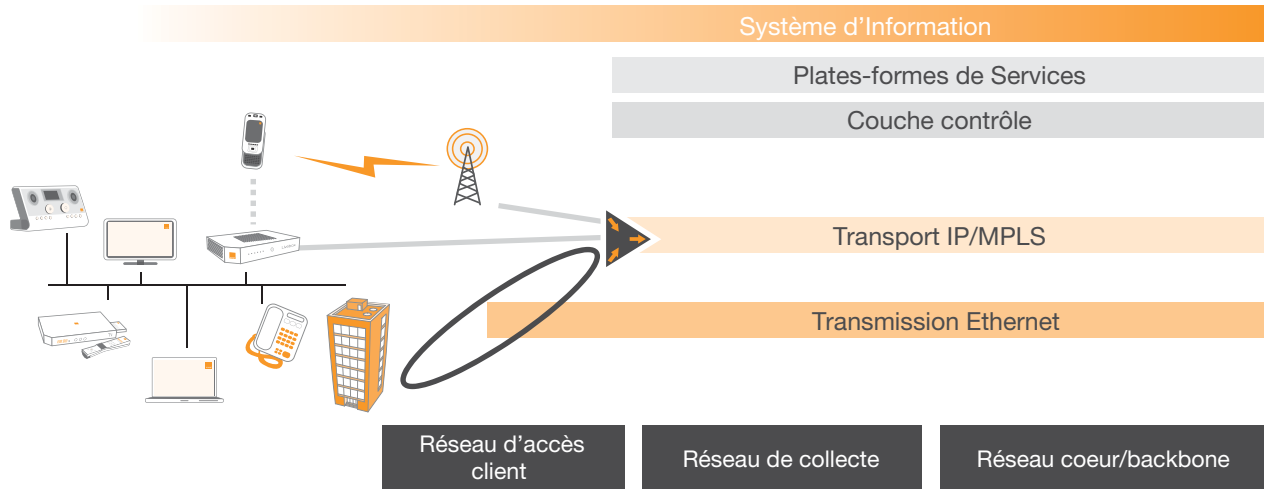 Système d'Information
Plates-formes de Services
Couche contrôle
Transport IP/MPLS
Transmission Ethernet
Réseau d'accès
client
Réseau de collecte
Réseau coeur/backbone